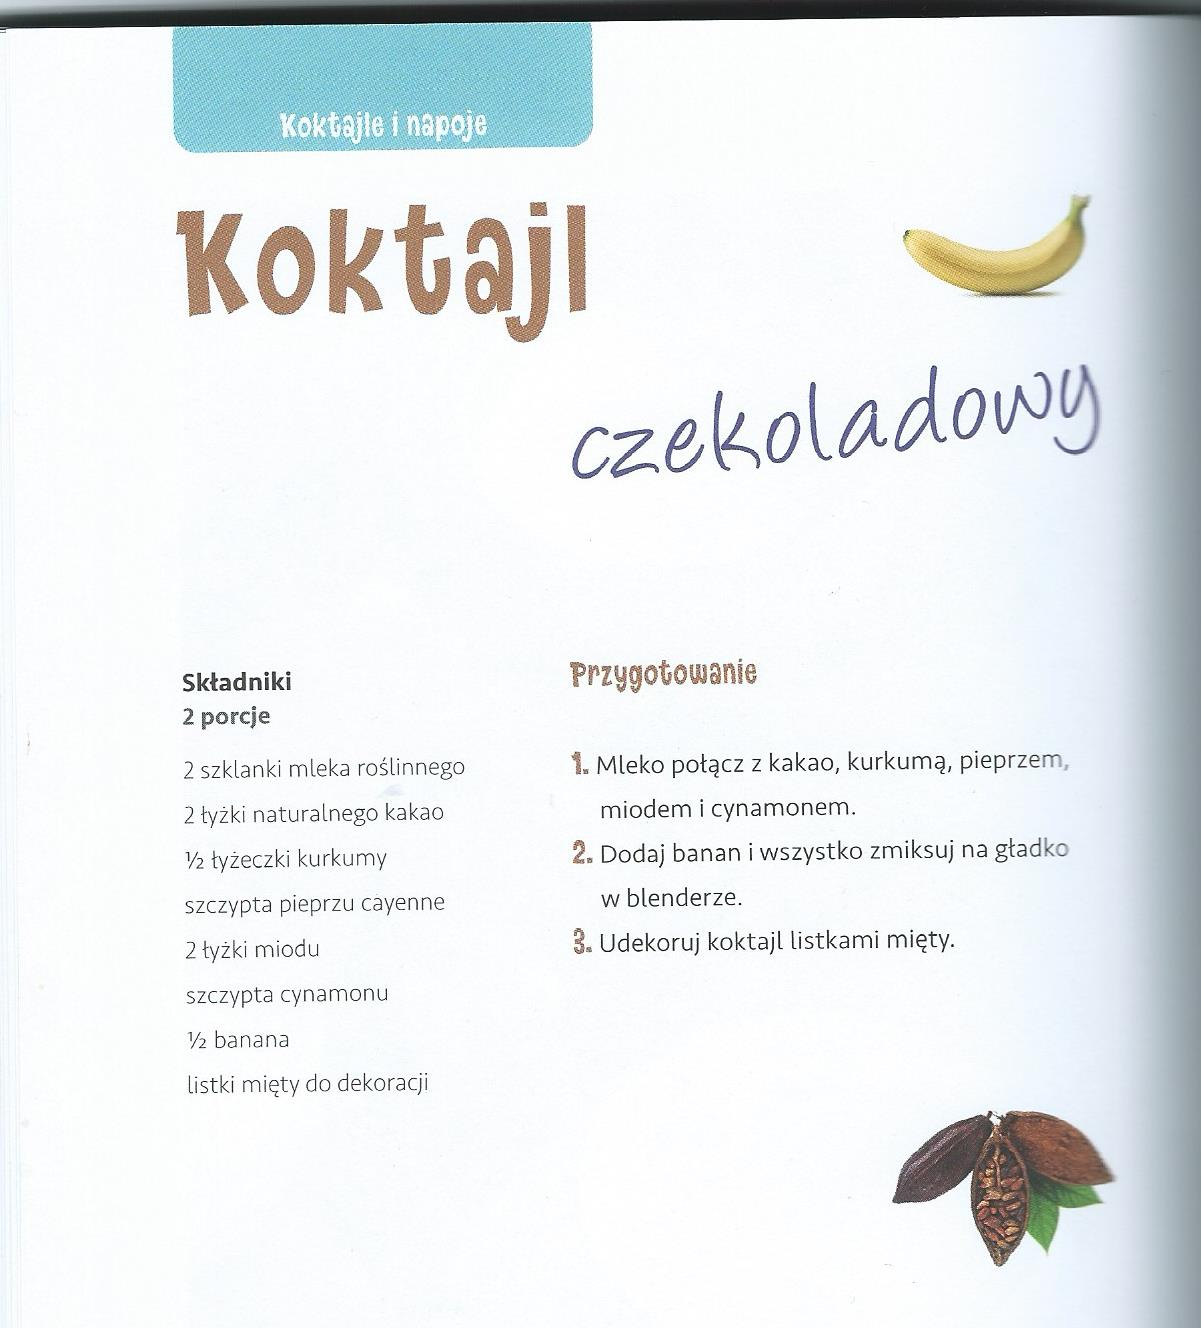 Koktajle i napoje
Koktajl
czekoladowy
Składniki
2 porcje
2 szklanki mleka roślinnego
2 łyżki naturalnego kakao
½ łyżeczki kurkumy
szczypta pieprzu cayenne
2 łyżki miodu
szczypta cynamonu
½ banana
listki mięty do dekoracji
Przygotowanie
1. Mleko połącz z kakao, kurkumą, pieprzem,
miodem i cynamonem.
2. Dodaj banan i wszystko zmiksuj na gładko
w blenderze.
3. Udekoruj koktajl listkami mięty.